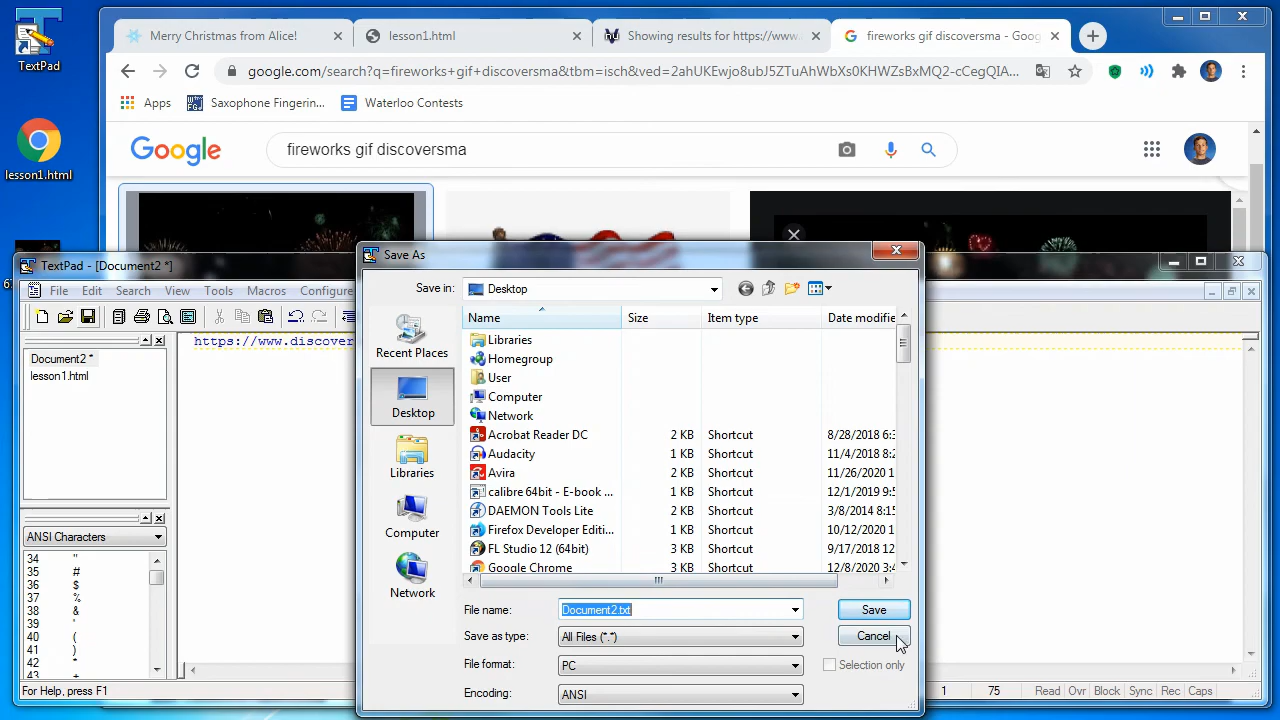 TextPad
lesson1.html
Merry Christmas from Alice!
lesson1.html
Showing results for https://www.
fireworks gif discoversma - Goog
google.com/search?q=fireworks+gif+discoversma&tbm=isch&ved=2ahUKEwjo8ubJ5ZTuAhWbXc0KHWZsBxMQ2-cCegQIA...
Apps
Saxophone Fingerin...
Waterloo Contests
Google
fireworks gif discoversma
TextPad - [Document2 *]
File Edit Search View Tools Macros Configure
Document2 *
lesson1.html
https://www.discover
ANSI Characters
34 "
35 #
36 $
37 %
38 &
39 '
40 (
41 )
42 *
43 +
For Help, press F1
1 75 Read Ovr Block Sync Rec Caps
Save As
Save in: Desktop
Recent Places
Desktop
Libraries
Computer
Network
Name Size Item type Date modifie
Libraries
Homegroup
User
Computer
Network
Acrobat Reader DC 2 KB Shortcut 8/28/2018 6:3
Audacity 1 KB Shortcut 11/4/2018 8:2
Avira 2 KB Shortcut 11/26/2020 3:4
calibre 64bit - E-book ... 1 KB Shortcut 12/1/2019 9:5
DAEMON Tools Lite 2 KB Shortcut 3/8/2014 8:15
Firefox Developer Editi... 1 KB Shortcut 10/12/2020
FL Studio 12 (64bit) 3 KB Shortcut 9/17/2018 12
Google Chrome 3 KB Shortcut 12/8/2020 3:4
File name: Document2.txt
Save
Save as type: All Files (*.*)
Cancel
File format: PC
Selection only
Encoding: ANSI